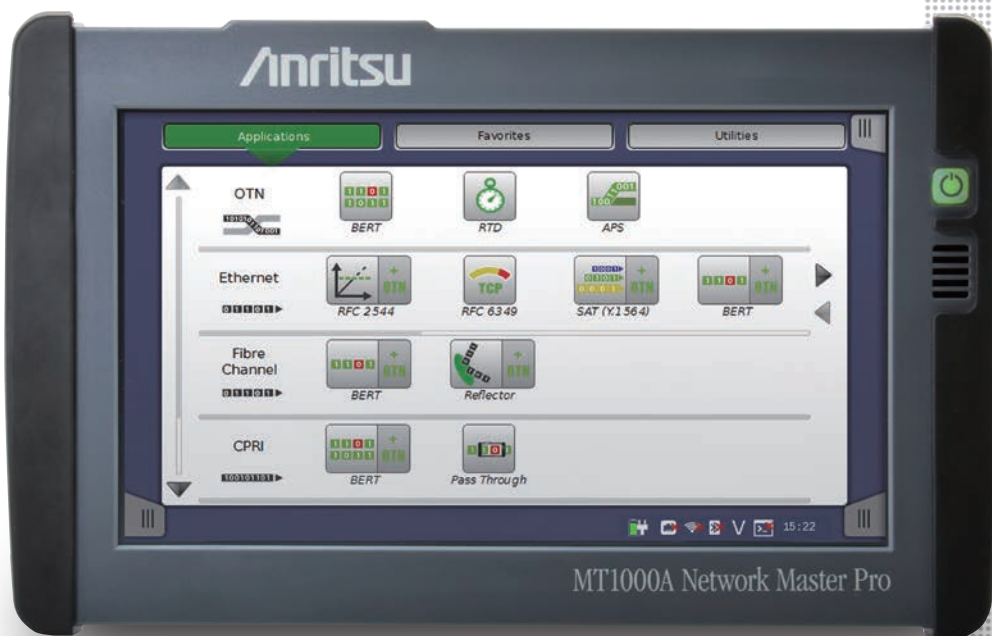 Anritsu
Applications Favorites Utilities
OTN
BERT RTD APS
Ethernet
RFC 2544 RFC 6349 SAT (Y.1564) BERT
Fibre
Channel
BERT Reflector
CPRI
BERT Pass Through
15:22
MT1000A Network Master Pro